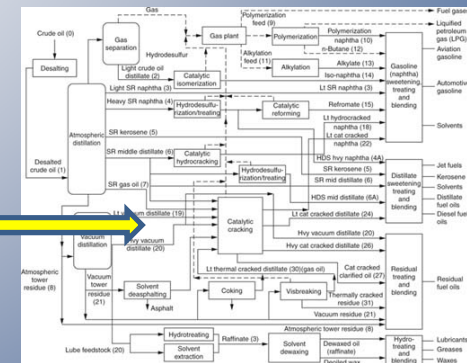 Gas
Crude oil (0)
Desalting
Gas
separation
Hydrodesulfur
Light crude oil
distillate (2)
Light SR naphtha (3)
Heavy SR naphtha (4)
Atmospheric
distillation
SR kerosene (5)
SR middle distillate (6)
SR gas oil (7)
Desalted
crude oil (1)
Lt vacuum distillate (19)
Vacuum
distillation
Hvy vacuum
distillate (20)
Atmospheric
tower
residue (8)
Vacuum
tower
residue
(21)
Solvent
deasphalting
Asphalt
Coking
Visbreaking
Gas plant
Catalytic
isomerization
Hydrodesulfur-
ization/treating
Catalytic
reforming
Catalytic
hydrocracking
Hydrodesulfur-
ization/treating
Catalytic
cracking
Polymerization
feed (9)
Polymerization
Alkylation
feed (11)
Alkylation
Polymerization
naphtha (10)
n-Butane (12)
Alkylate (13)
Iso-naphtha (14)
Lt SR naphtha (3)
Refromate (15)
Lt hydrocracked
naphtha (18)
Lt cat cracked
naphtha (22)
HDS hvy naphtha (4A)
SR kerosene (5)
SR mid distillate (6)
HDS mid distillate (6A)
Lt cat cracked distillate (24)
Hvy vacuum distillate (20)
Hvy cat cracked distillate (26)
Lt thermal cracked distillate (30)(gas oil)
Cat cracked
clarified oil (27)
Thermally cracked
residue (31)
Vacuum residue (21)
Atmospheric tower residue (8)
Gasoline
(naphtha)
sweetening,
treating
and
blending
Distillate
sweetening,
treating
and
blending
Residual
treating
and
blending
Fuel gases
Liquified
petroleum
gas (LPG)
Aviation
gasoline
Automotive
gasoline
Solvents
Jet fuels
Kerosene
Solvents
Distillate
fuel oils
Diesel fuel
oils
Residual
fuel oils
Lube feedstock (20)
Hydrotreating
Solvent
extraction
Raffinate (3)
Solvent
dewaxing
Dewaxed oil
(raffinate)
Deoiled wax
Hydro-
treating
and
blending
Lubricants
Greases
Waxes